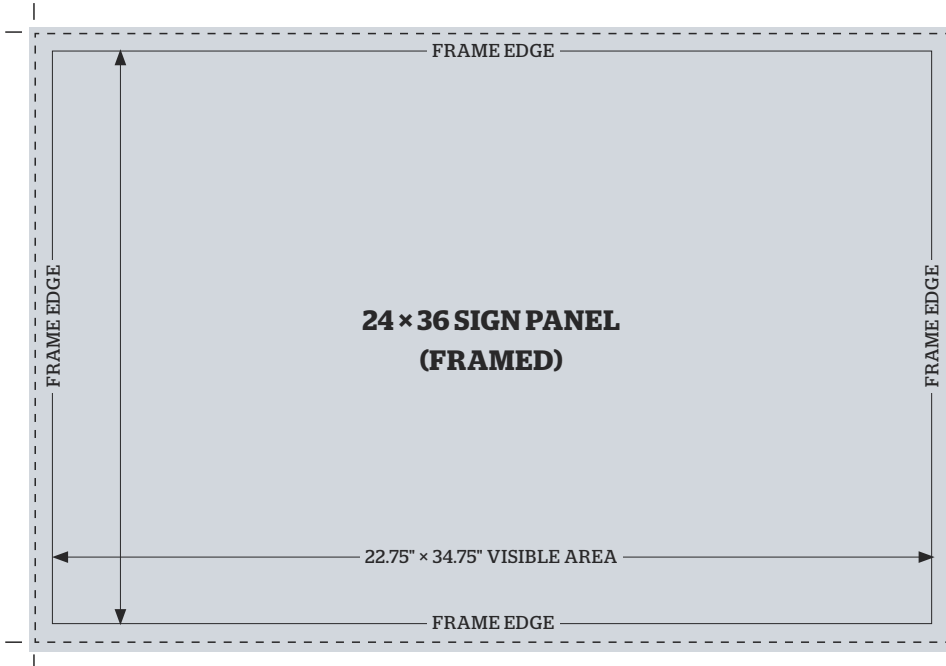 FRAME EDGE
FRAME EDGE
FRAME EDGE
24 × 36 SIGN PANEL
(FRAMED)
22.75" × 34.75" VISIBLE AREA
FRAME EDGE